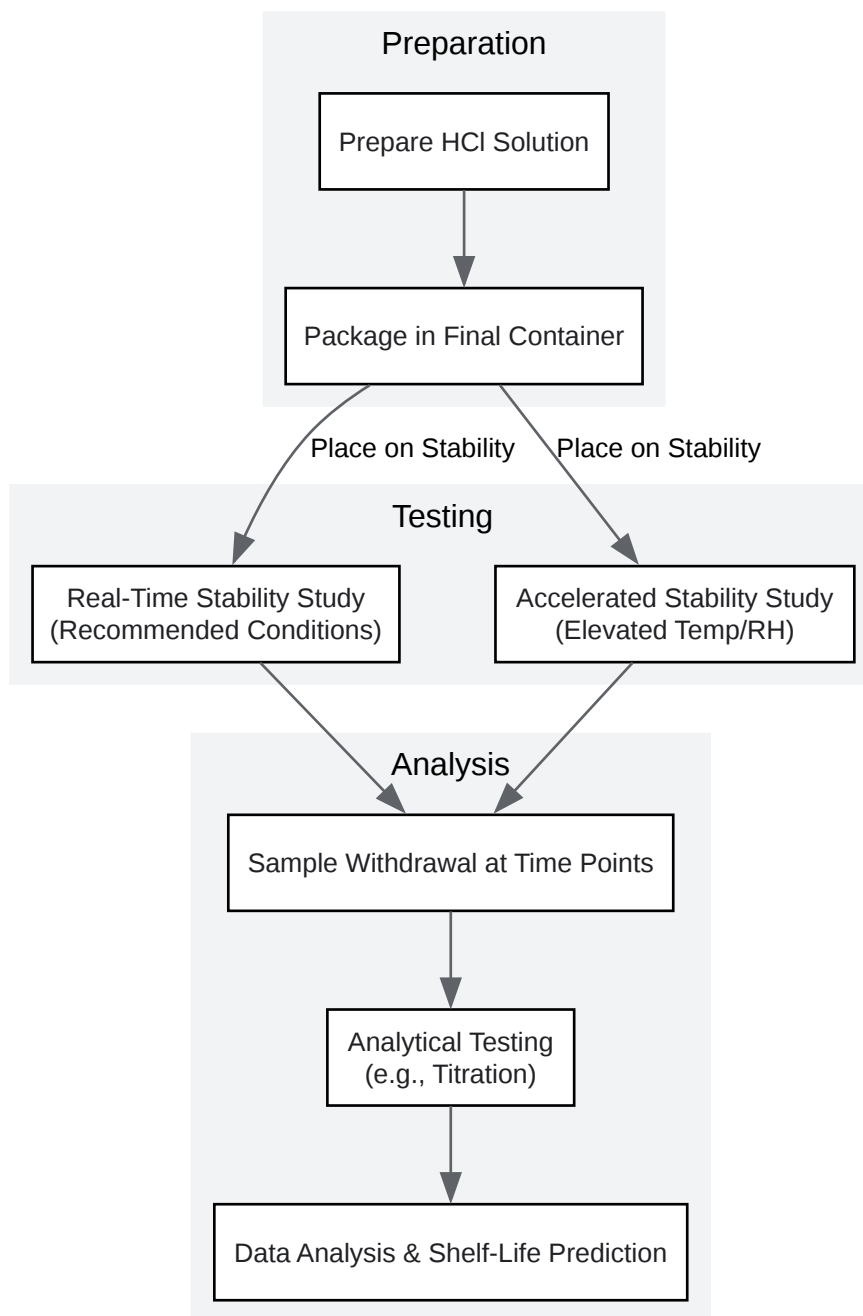 Preparation
Prepare HCl Solution
Package in Final Container
Place on Stability
Place on Stability
Testing
Real-Time Stability Study
(Recommended Conditions)
Accelerated Stability Study
(Elevated Temp/RH)
Analysis
Sample Withdrawal at Time Points
Analytical Testing
(e.g., Titration)
Data Analysis & Shelf-Life Prediction